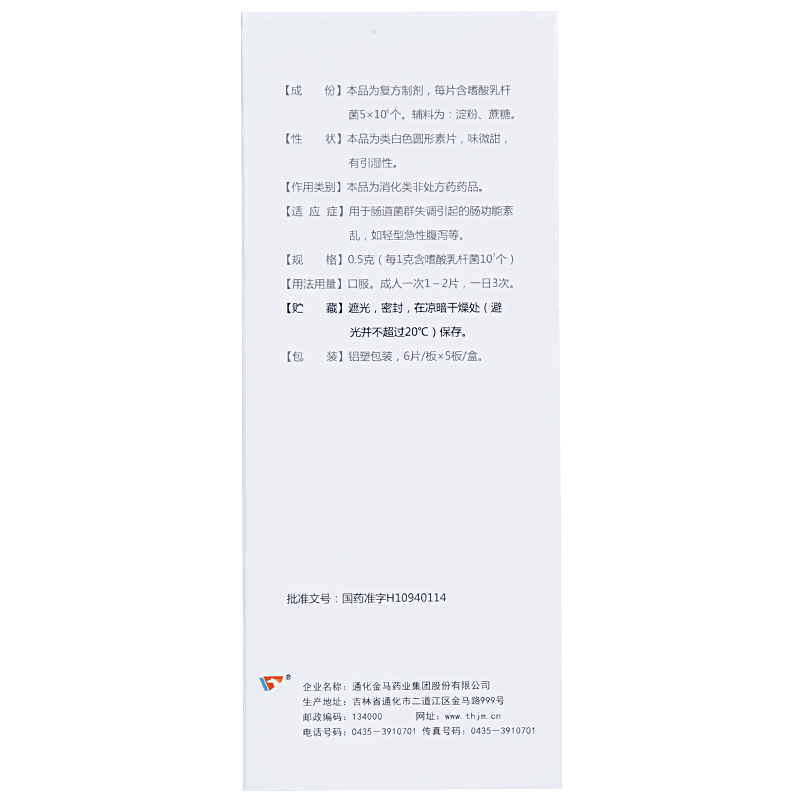 【成 份】本品为复方制剂，每片含嗜酸乳杆
菌5×10⁶个。辅料为：淀粉、蔗糖。
【性 状】本品为类白色圆形素片，味微甜，
有引湿性。
【作用类别】本品为消化类非处方药药品。
【适 应 症】用于肠道菌群失调引起的肠功能紊
乱，如轻型急性腹泻等。
【规 格】0.5克（每1克含嗜酸乳杆菌10⁷个）
【用法用量】口服。成人一次1～2片，一日3次。
【贮 藏】遮光，密封，在凉暗干燥处（避
光并不超过20℃）保存。
【包 装】铝塑包装，6片/板×5板/盒。
批准文号：国药准字H10940114
®
企业名称：通化金马药业集团股份有限公司
生产地址：吉林省通化市二道江区金马路999号
邮政编码：134000 网址：www.thjm.cn
电话号码：0435－3910701 传真号码：0435－3910701